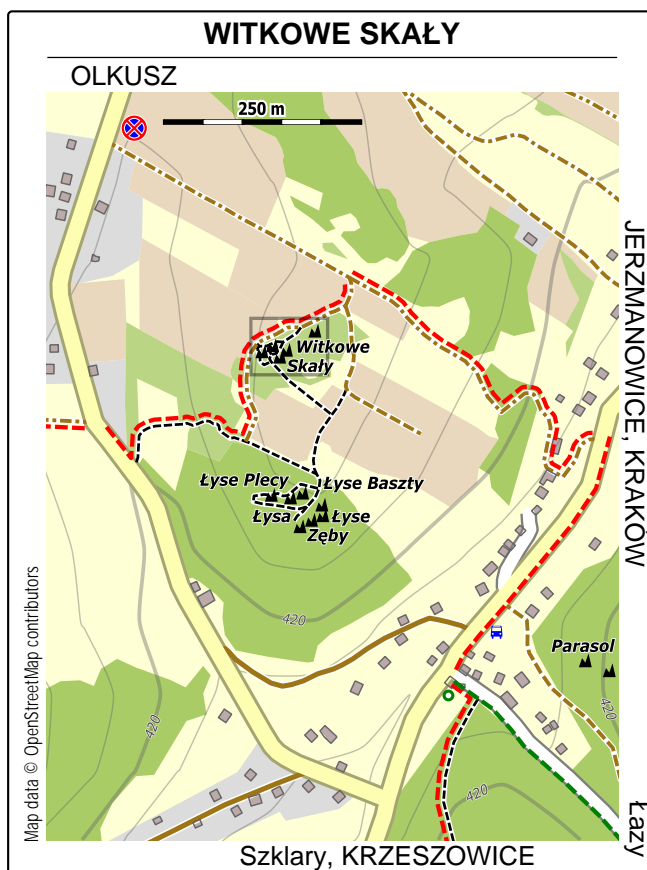 WITKOWE SKAŁY
OLKUSZ
250 m
JERZMANOWICE, KRAKÓW
Witkowe
Skały
Łyse Plecy
Łyse Baszty
Łysa
Łyse
Zęby
420
Parasol
420
420
420
Map data © OpenStreetMap contributors
Łazy
Szklary, KRZESZOWICE